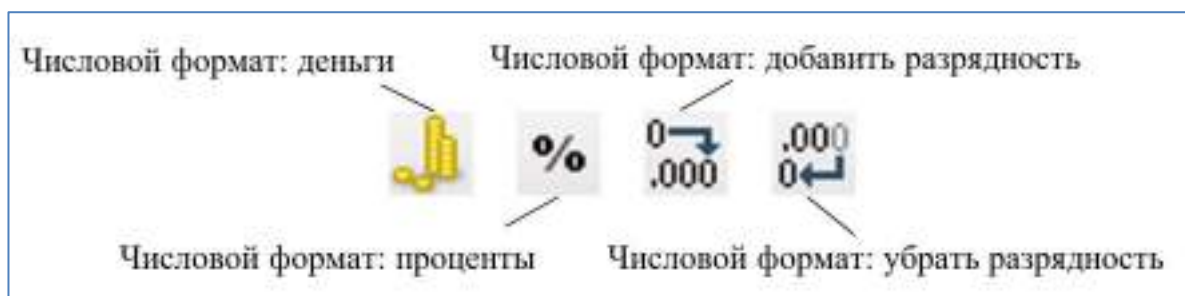 Числовой формат: деньги
Числовой формат: добавить разрядность
%
0
.000
.000
0
Числовой формат: проценты
Числовой формат: убрать разрядность